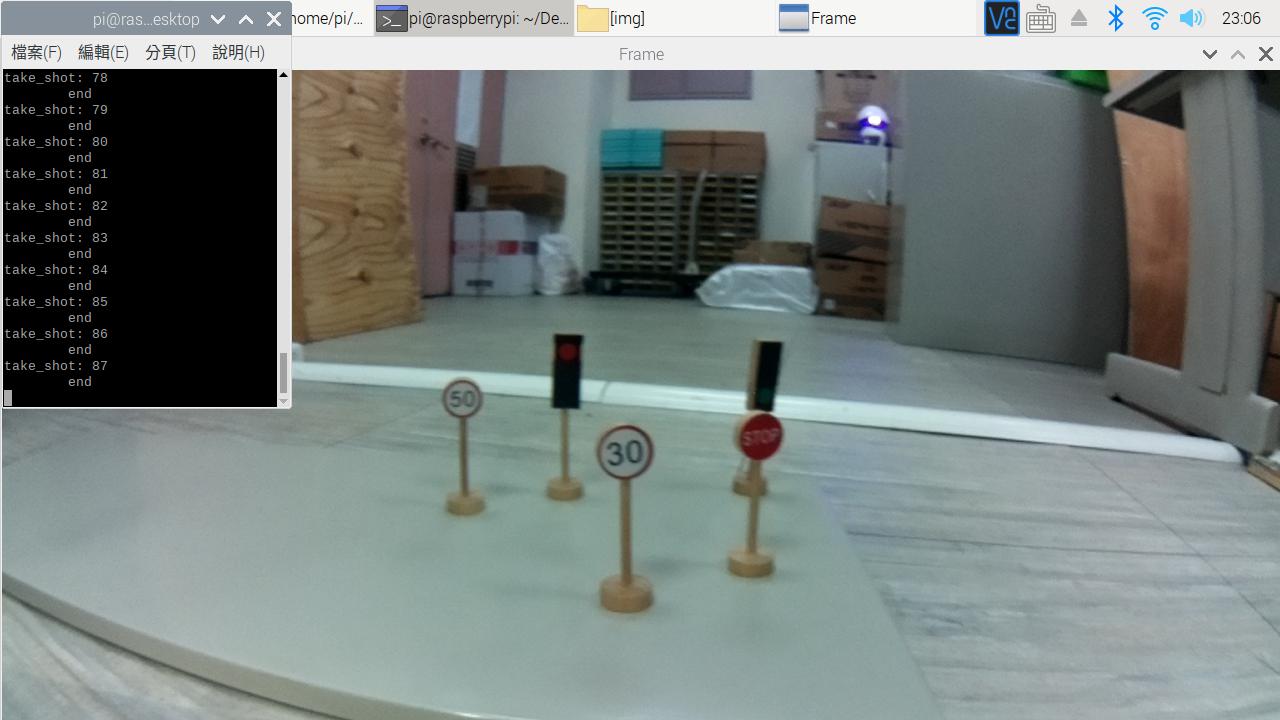 pi@ras...esktop
home/pi/...
pi@raspberrypi: ~/De...
[img]
Frame
23:06
檔案(F) 編輯(E) 分頁(T) 說明(H)
Frame
take_shot: 78
end
take_shot: 79
end
take_shot: 80
end
take_shot: 81
end
take_shot: 82
end
take_shot: 83
end
take_shot: 84
end
take_shot: 85
end
take_shot: 86
end
take_shot: 87
end
50
30
STOP